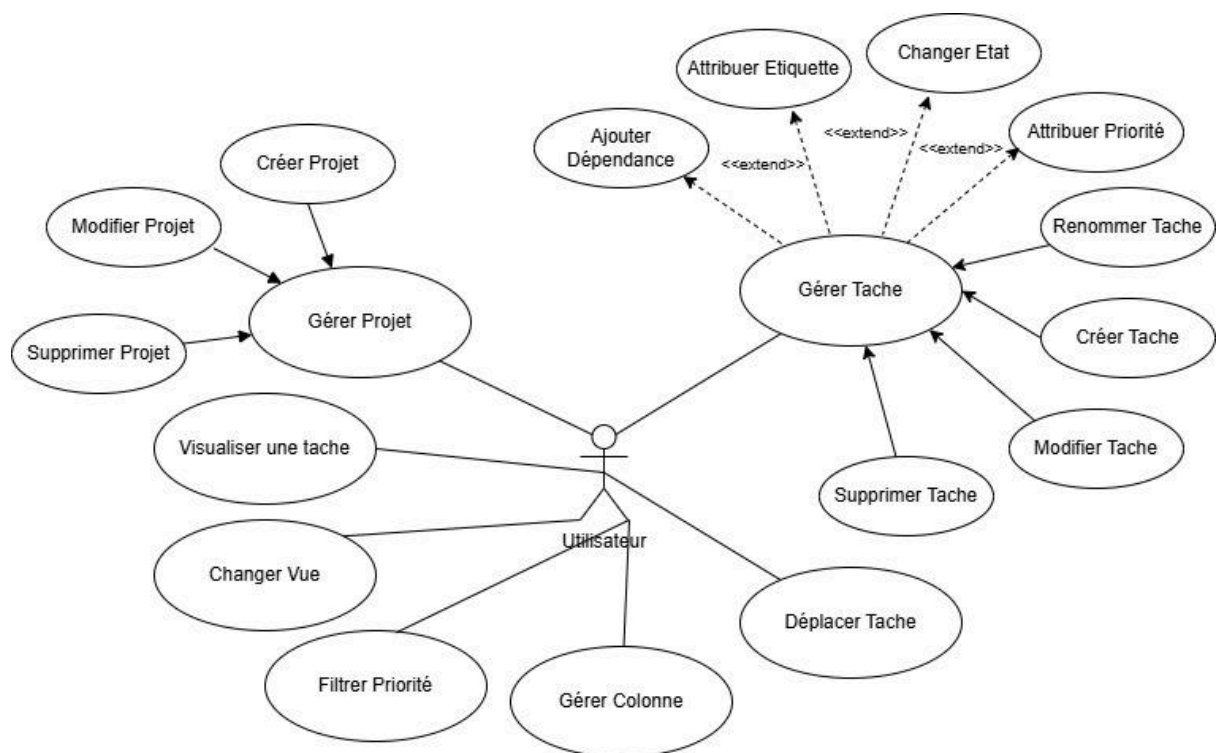 Changer Etat
Attribuer Etiquette
<<extend>>
Attribuer Priorité
Ajouter
Dépendance
<<extend>>
<<extend>>
Créer Projet
Modifier Projet
Renommer Tache
Gérer Tache
Gérer Projet
Créer Tache
Supprimer Projet
Visualiser une tache
Modifier Tache
Supprimer Tache
Utilisateur
Changer Vue
Déplacer Tache
Filtrer Priorité
Gérer Colonne